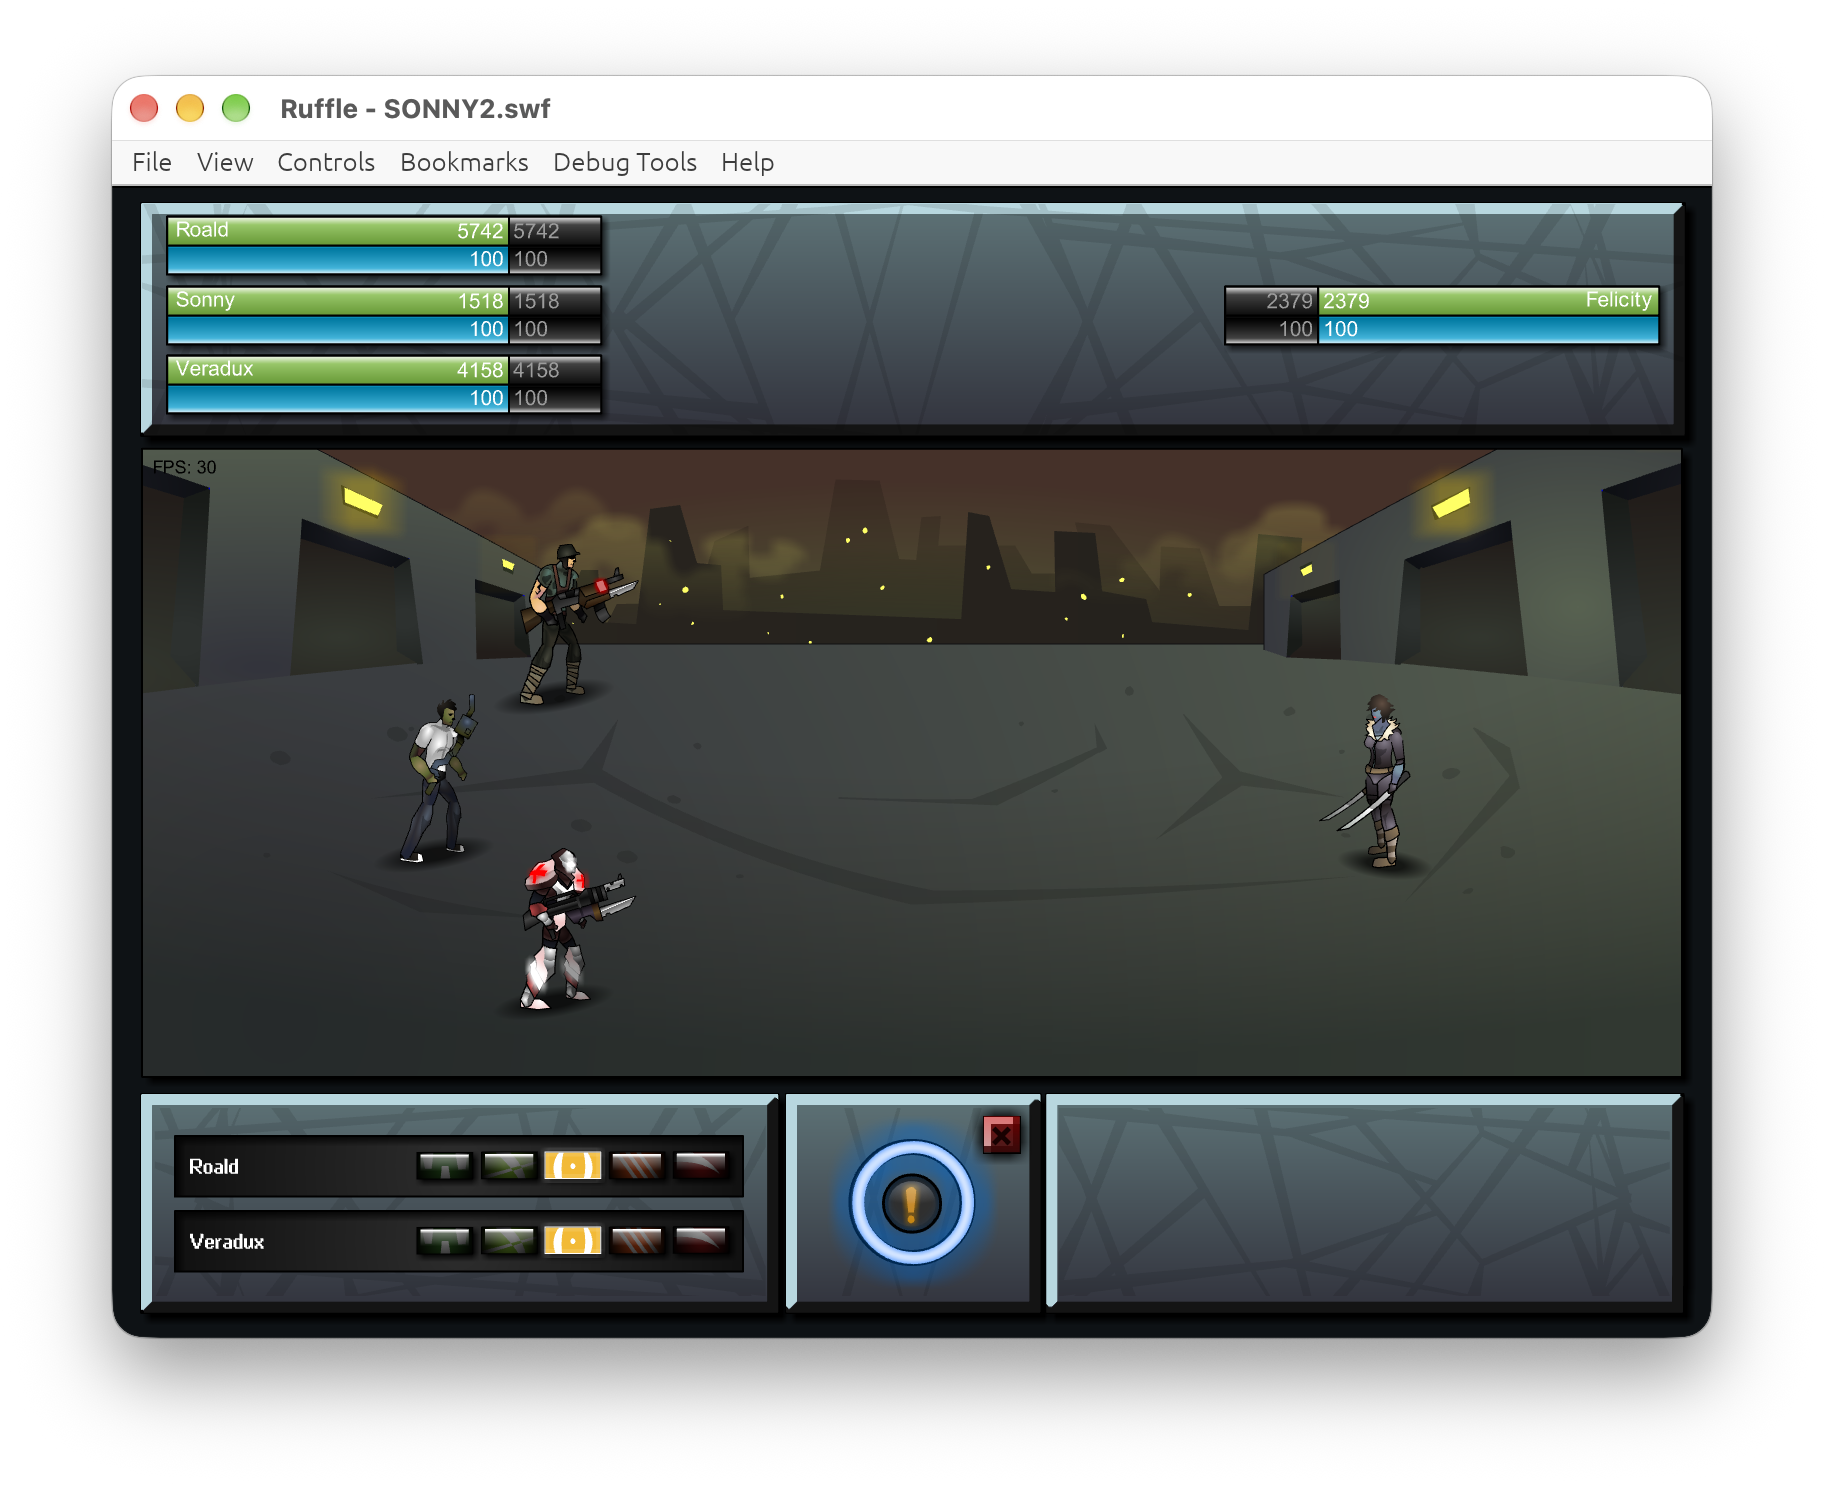 Ruffle - SONNY2.swf
File View Controls Bookmarks Debug Tools Help
Roald 5742 5742
100 100
Sonny 1518 1518
100 100
Veradux 4158 4158
100 100
2379 2379 Felicity
100 100
FPS: 30
Roald
Veradux